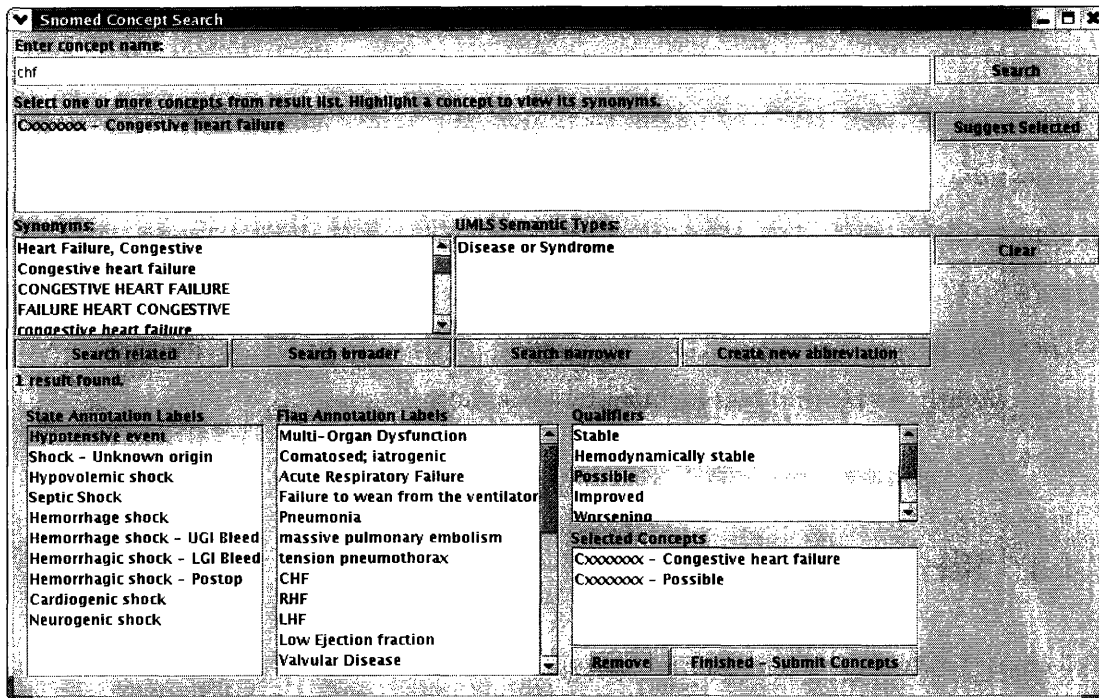 Snomed Concept Search
Enter concept name:
chf
Search
Select one or more concepts from result list. Highlight a concept to view its synonyms.
Cxxxxxxx - Congestive heart failure
Suggest Selected
Synonyms:
Heart Failure, Congestive
Congestive heart failure
CONGESTIVE HEART FAILURE
FAILURE HEART CONGESTIVE
congestive heart failure
UMLS Semantic Types:
Disease or Syndrome
Clear
Search related
Search broader
Search narrower
Create new abbreviation
1 result found.
State Annotation Labels
Hypotensive event
Shock - Unknown origin
Hypovolemic shock
Septic Shock
Hemorrhage shock
Hemorrhage shock - UGI Bleed
Hemorrhagic shock - LGI Bleed
Hemorrhagic shock - Postop
Cardiogenic shock
Neurogenic shock
Flag Annotation Labels
Multi-Organ Dysfunction
Comatosed; iatrogenic
Acute Respiratory Failure
Failure to wean from the ventilator
Pneumonia
massive pulmonary embolism
tension pneumothorax
CHF
RHF
LHF
Low Ejection fraction
Valvular Disease
Qualifiers
Stable
Hemodynamically stable
Possible
Improved
Worsening
Selected Concepts
Cxxxxxxx - Congestive heart failure
Cxxxxxxx - Possible
Remove
Finished - Submit Concepts